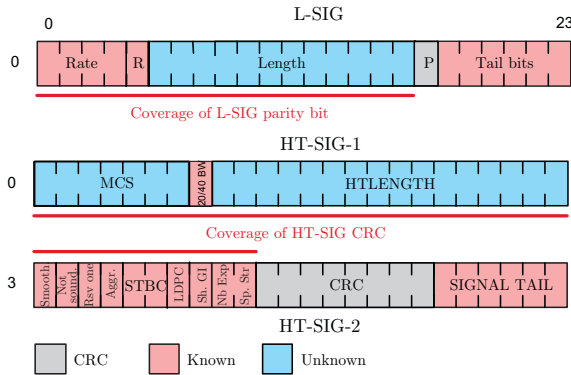 L-SIG
0 23
0 Rate R Length P Tail bits
Coverage of L-SIG parity bit
HT-SIG-1
0 MCS 20/40 BW HTLENGTH
Coverage of HT-SIG CRC
3 Smooth Not sound. Rsv one Aggr. STBC LDPC Sh. GI Nb Exp Sp. Str CRC SIGNAL TAIL
HT-SIG-2
CRC Known Unknown